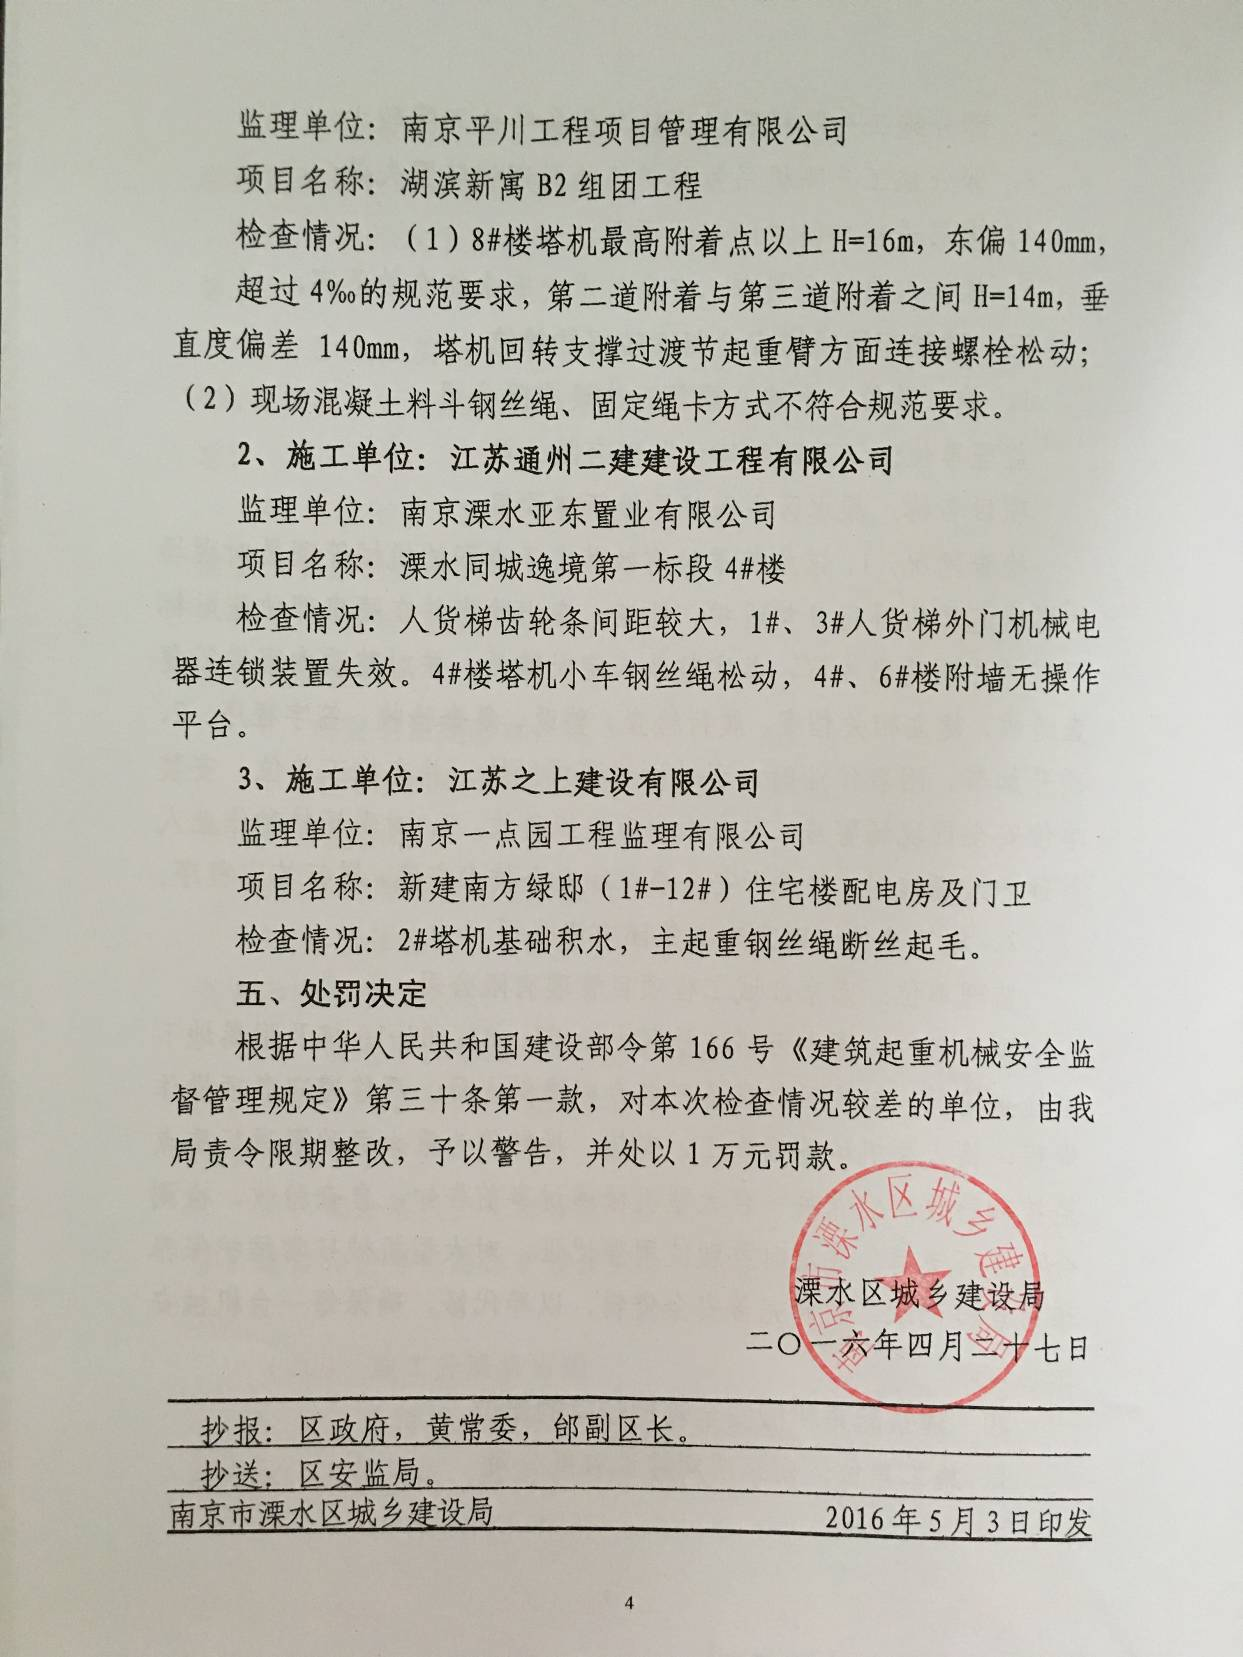 监理单位：南京平川工程项目管理有限公司
项目名称：湖滨新寓 B2 组团工程
检查情况：（1）8#楼塔机最高附着点以上 H=16m，东偏 140mm，
超过 4‰的规范要求，第二道附着与第三道附着之间 H=14m，垂
直度偏差 140mm，塔机回转支撑过渡节起重臂方面连接螺栓松动；
（2）现场混凝土料斗钢丝绳、固定绳卡方式不符合规范要求。
2、施工单位：江苏通州二建建设工程有限公司
监理单位：南京溧水亚东置业有限公司
项目名称：溧水同城逸境第一标段 4#楼
检查情况：人货梯齿轮条间距较大，1#、3#人货梯外门机械电
器连锁装置失效。4#楼塔机小车钢丝绳松动，4#、6#楼附墙无操作
平台。
3、施工单位：江苏之上建设有限公司
监理单位：南京一点园工程监理有限公司
项目名称：新建南方绿邸（1#-12#）住宅楼配电房及门卫
检查情况：2#塔机基础积水，主起重钢丝绳断丝起毛。
五、处罚决定
根据中华人民共和国建设部令第 166 号《建筑起重机械安全监
督管理规定》第三十条第一款，对本次检查情况较差的单位，由我
局责令限期整改，予以警告，并处以 1 万元罚款。
南京市溧水区城乡建设局
溧水区城乡建设局
二〇一六年四月二十七日
抄报：区政府，黄常委，邰副区长。
抄送：区安监局。
南京市溧水区城乡建设局 2016 年 5 月 3 日印发
4